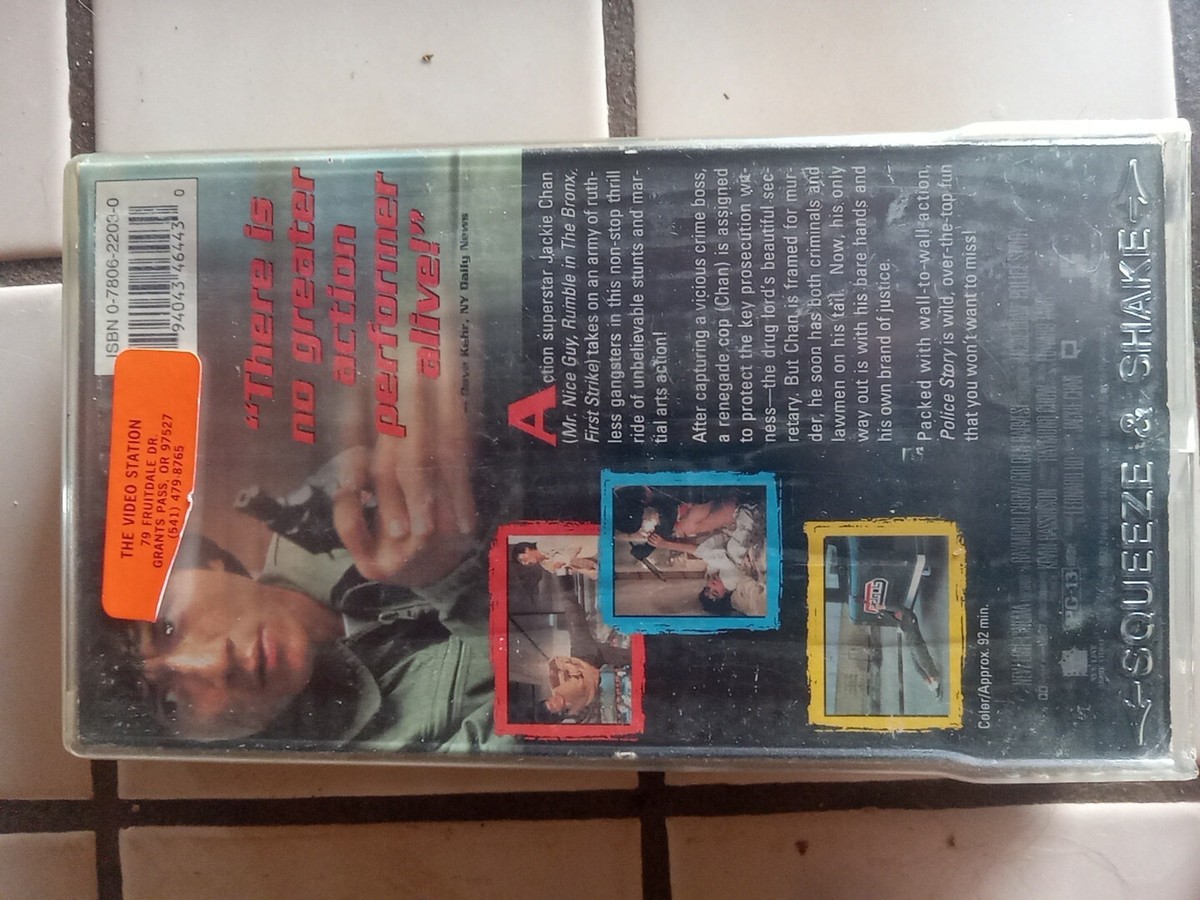 ISBN 0-7806-2203-0
94043 46443 0
THE VIDEO STATION
79 FRUITDALE DR.
GRANTS PASS, OR 97527
(541) 479-8765
"There is
no greater
action
performer
alive!"
— Dave Kehr, NY Daily News
Action superstar Jackie Chan
(Mr. Nice Guy, Rumble in The Bronx,
First Strike) takes on an army of ruth-
less gangsters in this non-stop thrill
ride of unbelievable stunts and mar-
tial arts action!
After capturing a vicious crime boss,
a renegade cop (Chan) is assigned
to protect the key prosecution wit-
ness—the drug lord's beautiful sec-
retary. But Chan is framed for mur-
der, he soon has both criminals and
lawmen on his tail. Now, his only
way out is with his bare hands and
his own brand of justice.
Packed with wall-to-wall action,
Police Story is wild, over-the-top fun
that you won't want to miss!
Color/Approx. 92 min.
PG-13
SQUEEZE & SHAKE